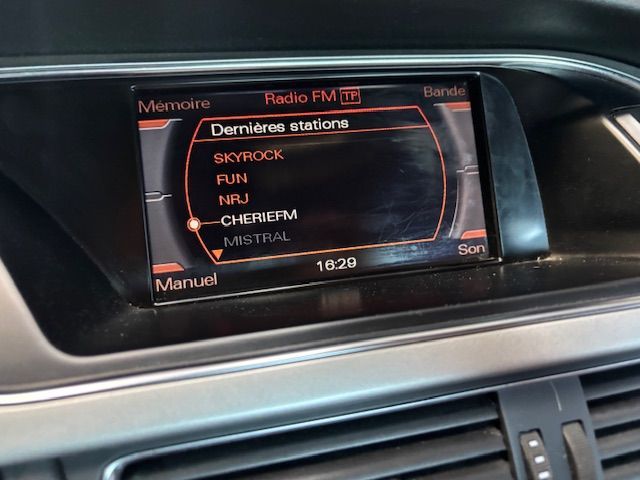 Mémoire Radio FM TP Bande
Dernières stations
SKYROCK
FUN
NRJ
CHERIEFM
MISTRAL
Manuel 16:29 Son